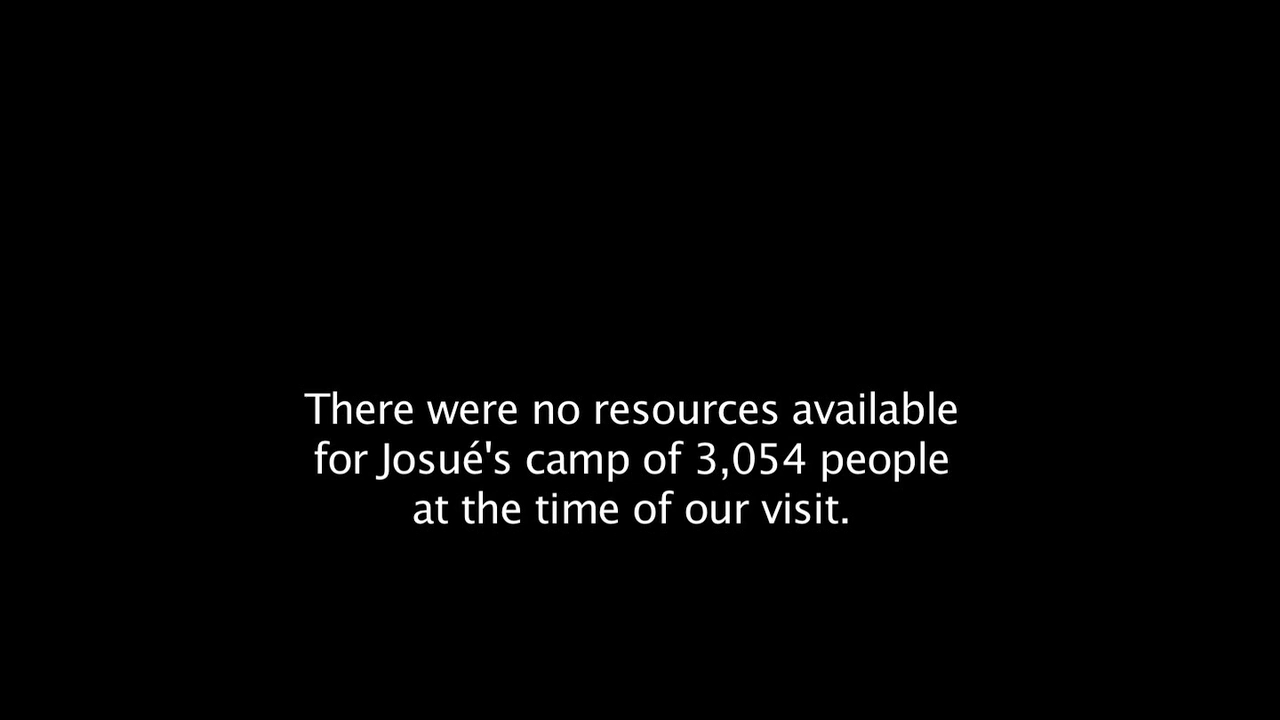 There were no resources available
for Josué's camp of 3,054 people
at the time of our visit.